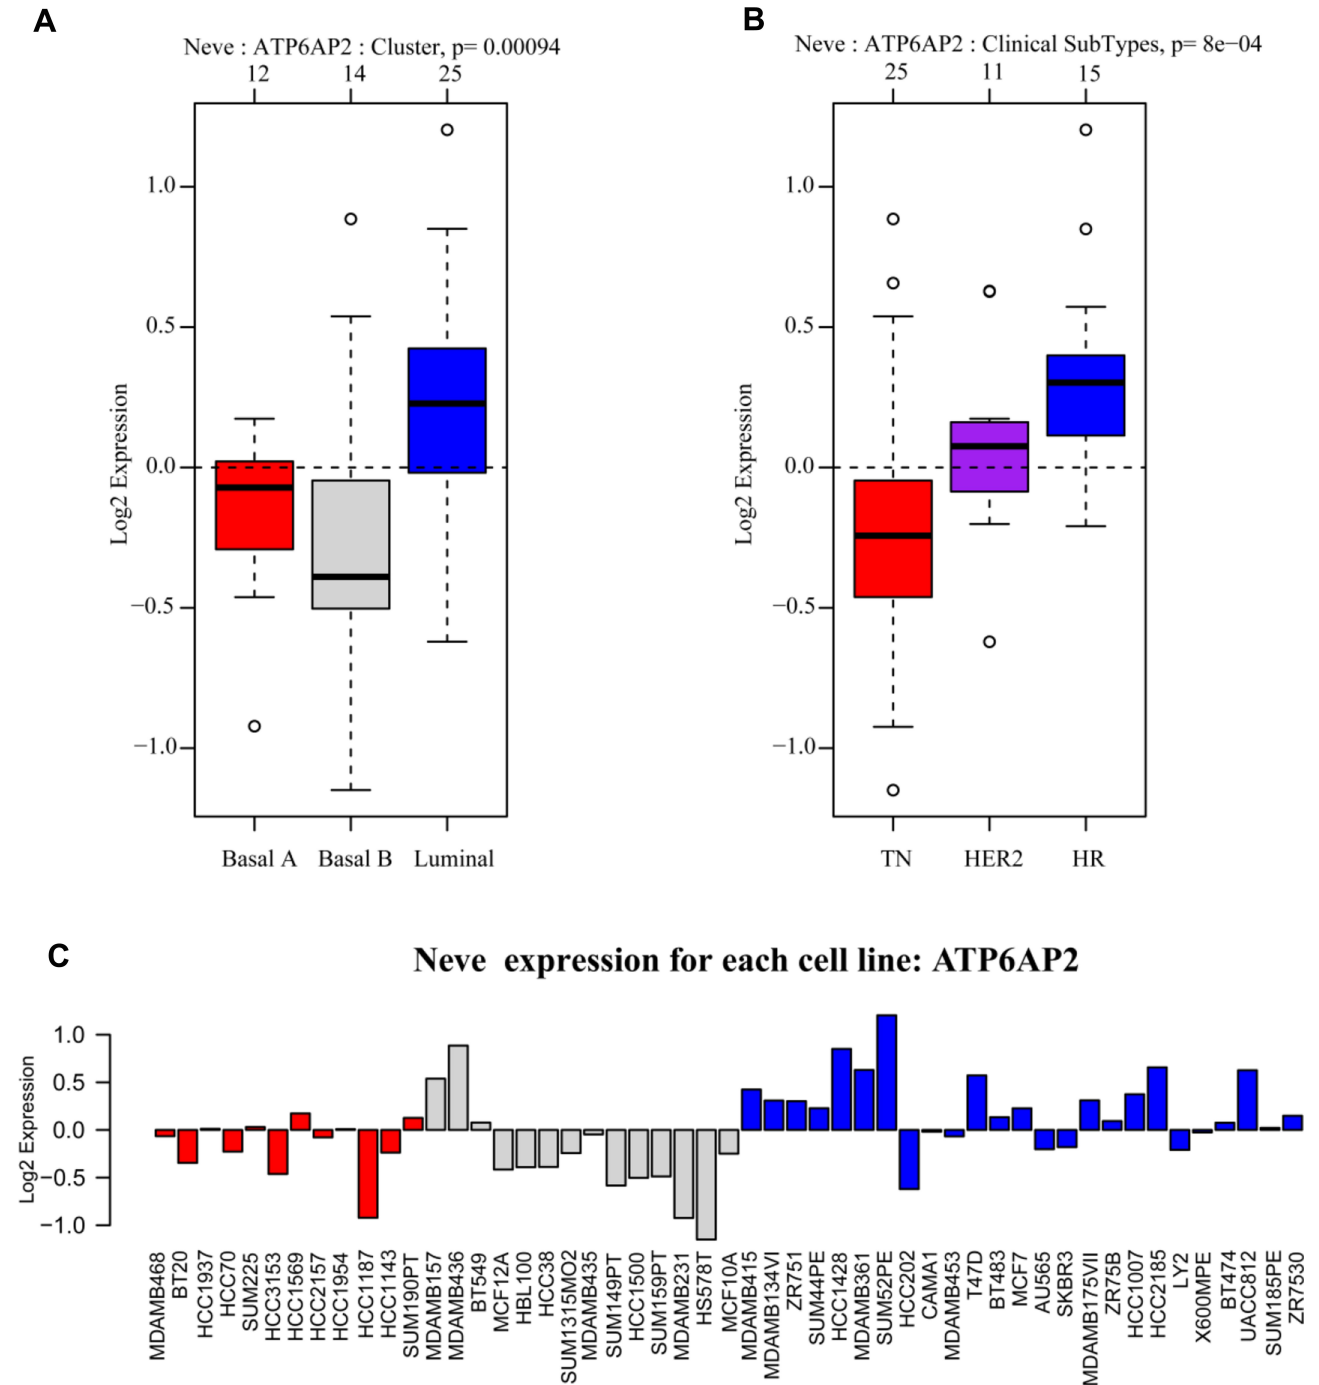 A
Neve : ATP6AP2 : Cluster, p= 0.00094
12 14 25
1.0
0.5
0.0
−0.5
−1.0
Log2 Expression
Basal A Basal B Luminal
B
Neve : ATP6AP2 : Clinical SubTypes, p= 8e−04
25 11 15
1.0
0.5
0.0
−0.5
−1.0
Log2 Expression
TN HER2 HR
C
Neve expression for each cell line: ATP6AP2
1.0
0.5
0.0
−0.5
−1.0
Log2 Expression
MDAMB468
BT20
HCC1937
HCC70
SUM225
HCC3153
HCC1569
HCC2157
HCC1954
HCC1187
HCC1143
SUM190PT
MDAMB157
MDAMB436
BT549
MCF12A
HBL100
HCC38
SUM1315MO2
MDAMB435
SUM149PT
HCC1500
SUM159PT
MDAMB231
HS578T
MCF10A
MDAMB415
MDAMB134VI
ZR751
SUM44PE
HCC1428
MDAMB361
SUM52PE
HCC202
CAMA1
MDAMB453
T47D
BT483
MCF7
AU565
SKBR3
MDAMB175VII
ZR75B
HCC1007
HCC2185
LY2
X600MPE
BT474
UACC812
SUM185PE
ZR7530